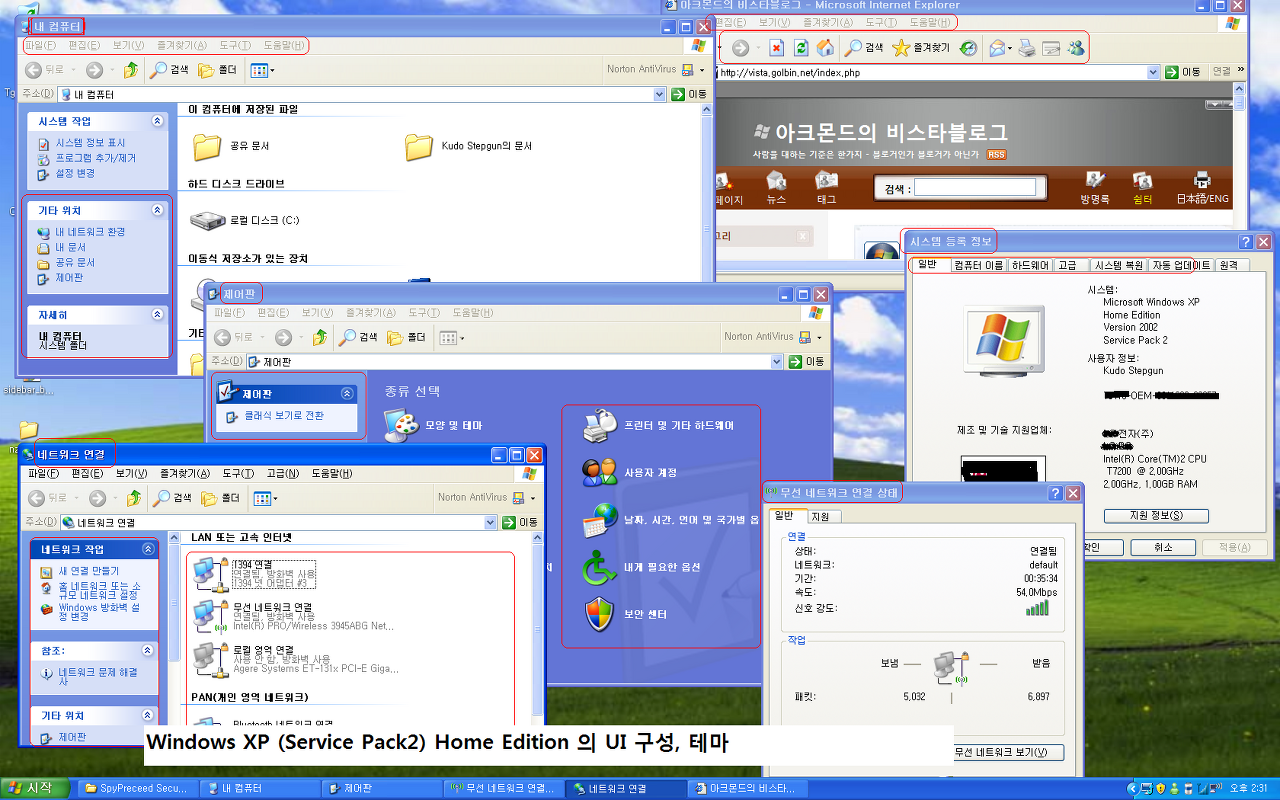 내 컴퓨터
파일(F) 편집(E) 보기(V) 즐겨찾기(A) 도구(T) 도움말(H)
뒤로 검색 폴더 Norton AntiVirus
주소(D) 내 컴퓨터 이동
시스템 작업
시스템 정보 표시
프로그램 추가/제거
설정 변경
기타 위치
내 네트워크 환경
내 문서
공유 문서
제어판
자세히
내 컴퓨터
시스템 폴더
이 컴퓨터에 저장된 파일
공유 문서 Kudo Stepgun의 문서
하드 디스크 드라이브
로컬 디스크 (C:)
이동식 저장소가 있는 장치
아크몬드의 비스타블로그 - Microsoft Internet Explorer
편집(E) 보기(V) 즐겨찾기(A) 도구(T) 도움말(H)
검색 즐겨찾기
http://vista.golbin.net/index.php 이동 연결
아크몬드의 비스타블로그
사람을 대하는 기준은 한가지 - 블로거인가 블로거가 아닌가 RSS
페이지 뉴스 태그 검색 : 방명록 쉼터 日本語/ENG
고리
시스템 등록 정보
일반 컴퓨터 이름 하드웨어 고급 시스템 복원 자동 업데이트 원격
시스템:
Microsoft Windows XP
Home Edition
Version 2002
Service Pack 2
사용자 정보:
Kudo Stepgun
-OEM-
제조 및 기술 지원업체:
전자(주)
Intel(R) Core(TM)2 CPU
T7200 @ 2.00GHz
2.00GHz, 1.00GB RAM
지원 정보(S)
확인 취소 적용(A)
제어판
파일(F) 편집(E) 보기(V) 즐겨찾기(A) 도구(T) 도움말(H)
뒤로 검색 폴더 Norton AntiVirus
주소(D) 제어판 이동
제어판
클래식 보기로 전환
종류 선택
모양 및 테마
프린터 및 기타 하드웨어
사용자 계정
날짜, 시간, 언어 및 국가별 옵
내게 필요한 옵션
보안 센터
네트워크 연결
파일(F) 편집(E) 보기(V) 즐겨찾기(A) 도구(T) 고급(N) 도움말(H)
뒤로 검색 폴더 Norton AntiVirus
주소(D) 네트워크 연결 이동
네트워크 작업
새 연결 만들기
홈 네트워크 또는 소
규모 네트워크 설정
Windows 방화벽 설
정 변경
참조:
네트워크 문제 해결
사
기타 위치
제어판
LAN 또는 고속 인터넷
1394 연결
연결됨, 방화벽 사용
1394 넷 어댑터 #3
무선 네트워크 연결
연결됨, 방화벽 사용
Intel(R) PRO/Wireless 3945ABG Net...
로컬 영역 연결
사용 안 함, 방화벽 사용
Agere Systems ET-131x PCI-E Giga...
PAN(개인 영역 네트워크)
Bluetooth 네트워크 연결
무선 네트워크 연결 상태
일반 지원
연결
상태: 연결됨
네트워크: default
기간: 00:35:34
속도: 54.0Mbps
신호 강도:
작업
보냄 받음
패킷: 5,032 6,897
무선 네트워크 보기(V)
Windows XP (Service Pack2) Home Edition 의 UI 구성, 테마
시작 SpyPreceed Secu... 내 컴퓨터 제어판 무선 네트워크 연결... 네트워크 연결 아크몬드의 비스타... 오후 2:31